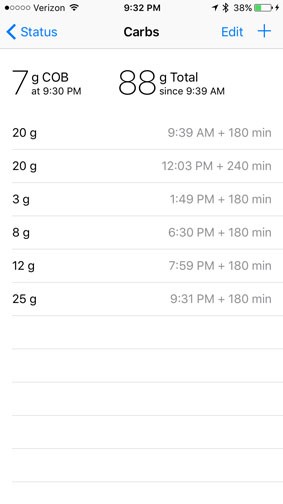 Verizon 9:32 PM 38%
Status Carbs Edit +
7 g COB at 9:30 PM
88 g Total since 9:39 AM
20 g 9:39 AM + 180 min
20 g 12:03 PM + 240 min
3 g 1:49 PM + 180 min
8 g 6:30 PM + 180 min
12 g 7:59 PM + 180 min
25 g 9:31 PM + 180 min